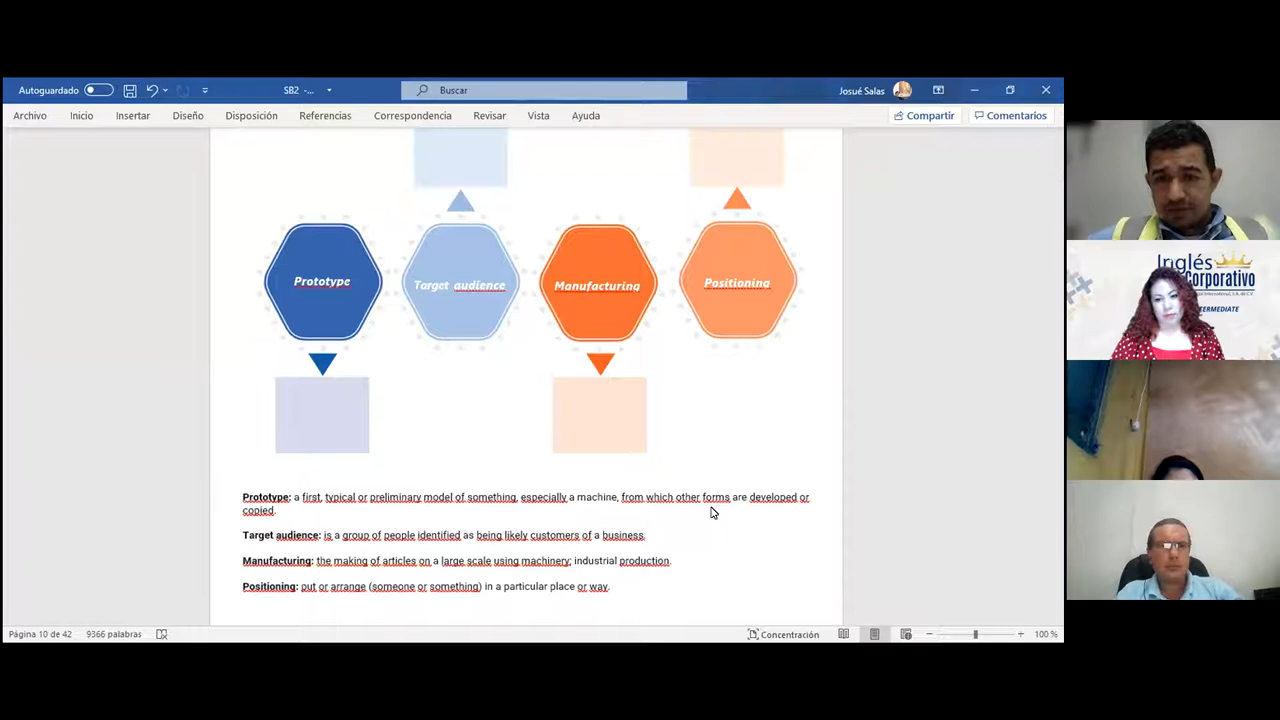 Autoguardado
SB2 -...
Buscar
Josué Salas
Archivo
Inicio
Insertar
Diseño
Disposición
Referencias
Correspondencia
Revisar
Vista
Ayuda
Compartir
Comentarios
Prototype
Target audience
Manufacturing
Positioning
Prototype: a first, typical or preliminary model of something, especially a machine, from which other forms are developed or
copied.
Target audience: is a group of people identified as being likely customers of a business.
Manufacturing: the making of articles on a large scale using machinery; industrial production.
Positioning: put or arrange (someone or something) in a particular place or way.
Página 10 de 42
9366 palabras
Concentración
100 %
Inglés
Corporativo
International, S.A. de C.V.